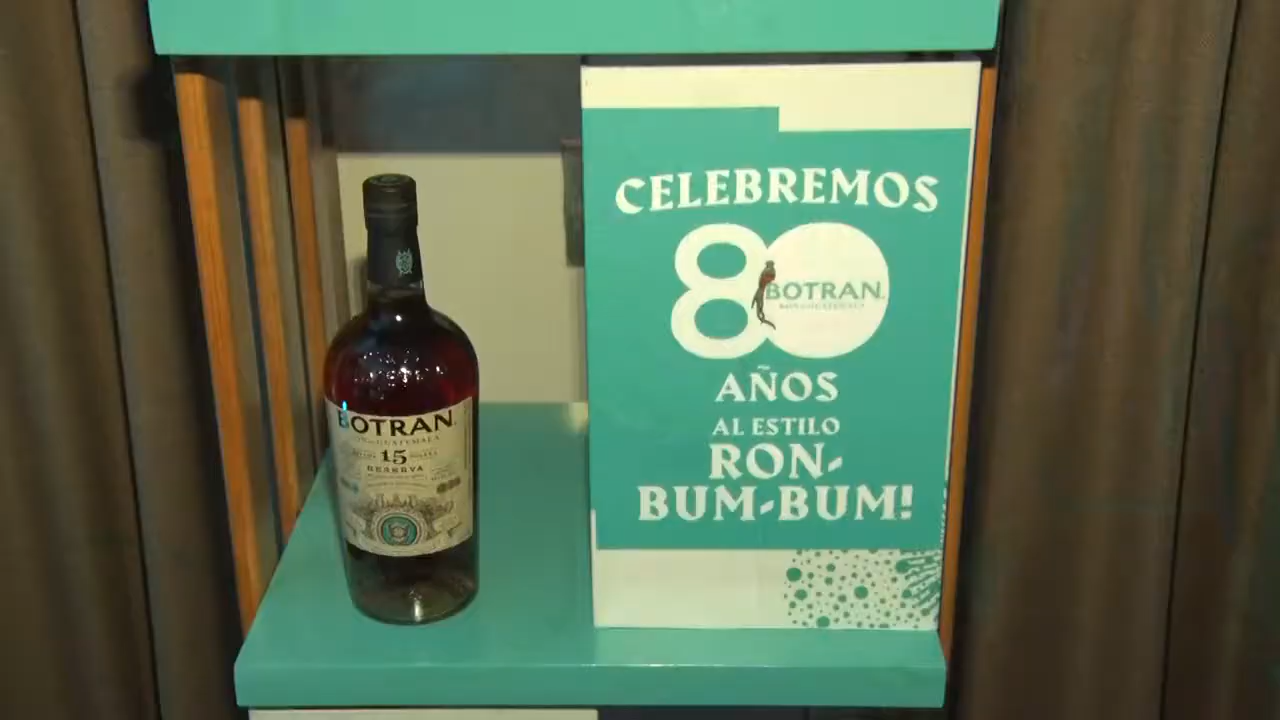 CELEBREMOS
80
BOTRAN
AÑOS
AL ESTILO
RON-
BUM-BUM!
BOTRAN
15
RESERVA